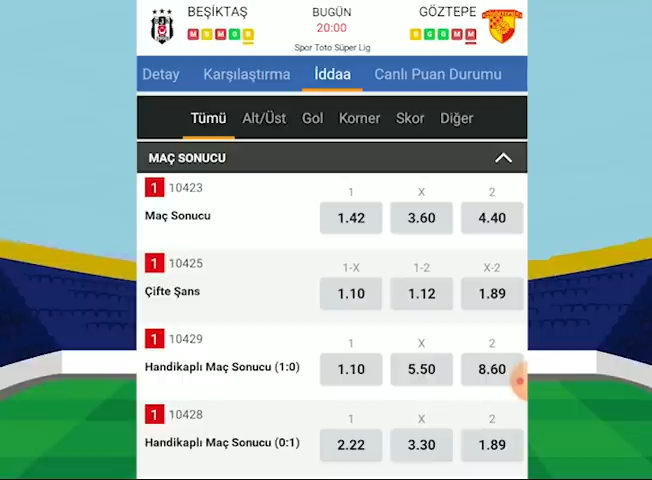 BEŞİKTAŞ BUGÜN GÖZTEPE
20:00
Spor Toto Süper Lig
Detay Karşılaştırma İddaa Canlı Puan Durumu
Tümü Alt/Üst Gol Korner Skor Diğer
MAÇ SONUCU
1 10423 1 X 2
Maç Sonucu 1.42 3.60 4.40
1 10425 1-X 1-2 X-2
Çifte Şans 1.10 1.12 1.89
1 10429 1 X 2
Handikaplı Maç Sonucu (1:0) 1.10 5.50 8.60
1 10428 1 X 2
Handikaplı Maç Sonucu (0:1) 2.22 3.30 1.89